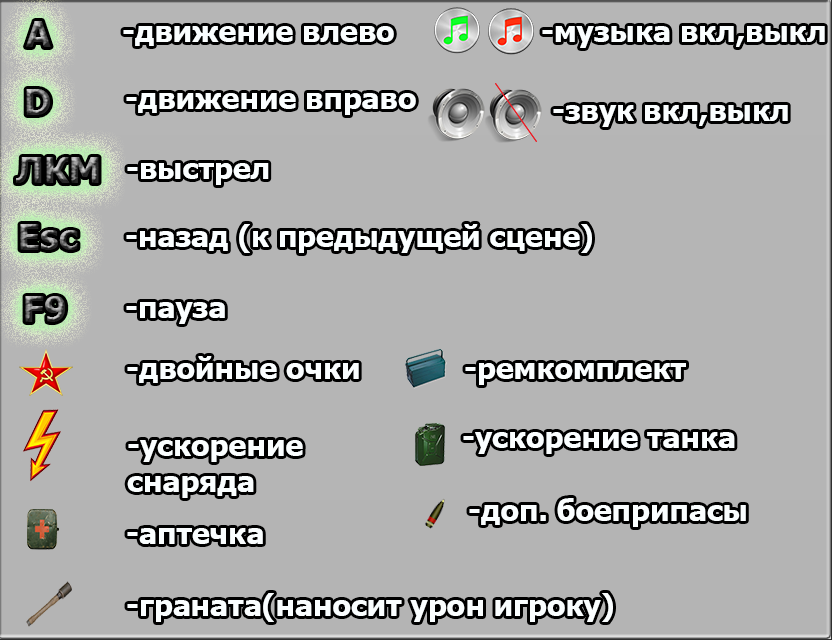 A -движение влево
-музыка вкл,выкл
D -движение вправо
-звук вкл,выкл
ЛКМ -выстрел
Esc -назад (к предыдущей сцене)
F9 -пауза
-двойные очки
-ремкомплект
-ускорение
снаряда
-ускорение танка
-аптечка
-доп. боеприпасы
-граната(наносит урон игроку)